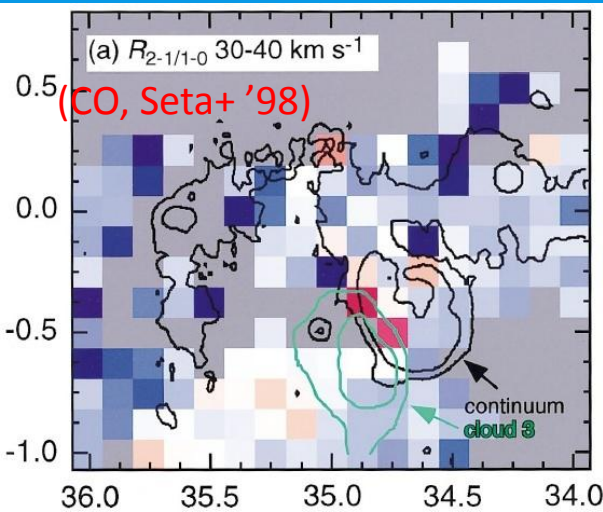 (a) R2-1/1-0 30-40 km s-1
0.5
(CO, Seta+ ’98)
0.0
-0.5
continuum
cloud 3
-1.0
36.0 35.5 35.0 34.5 34.0